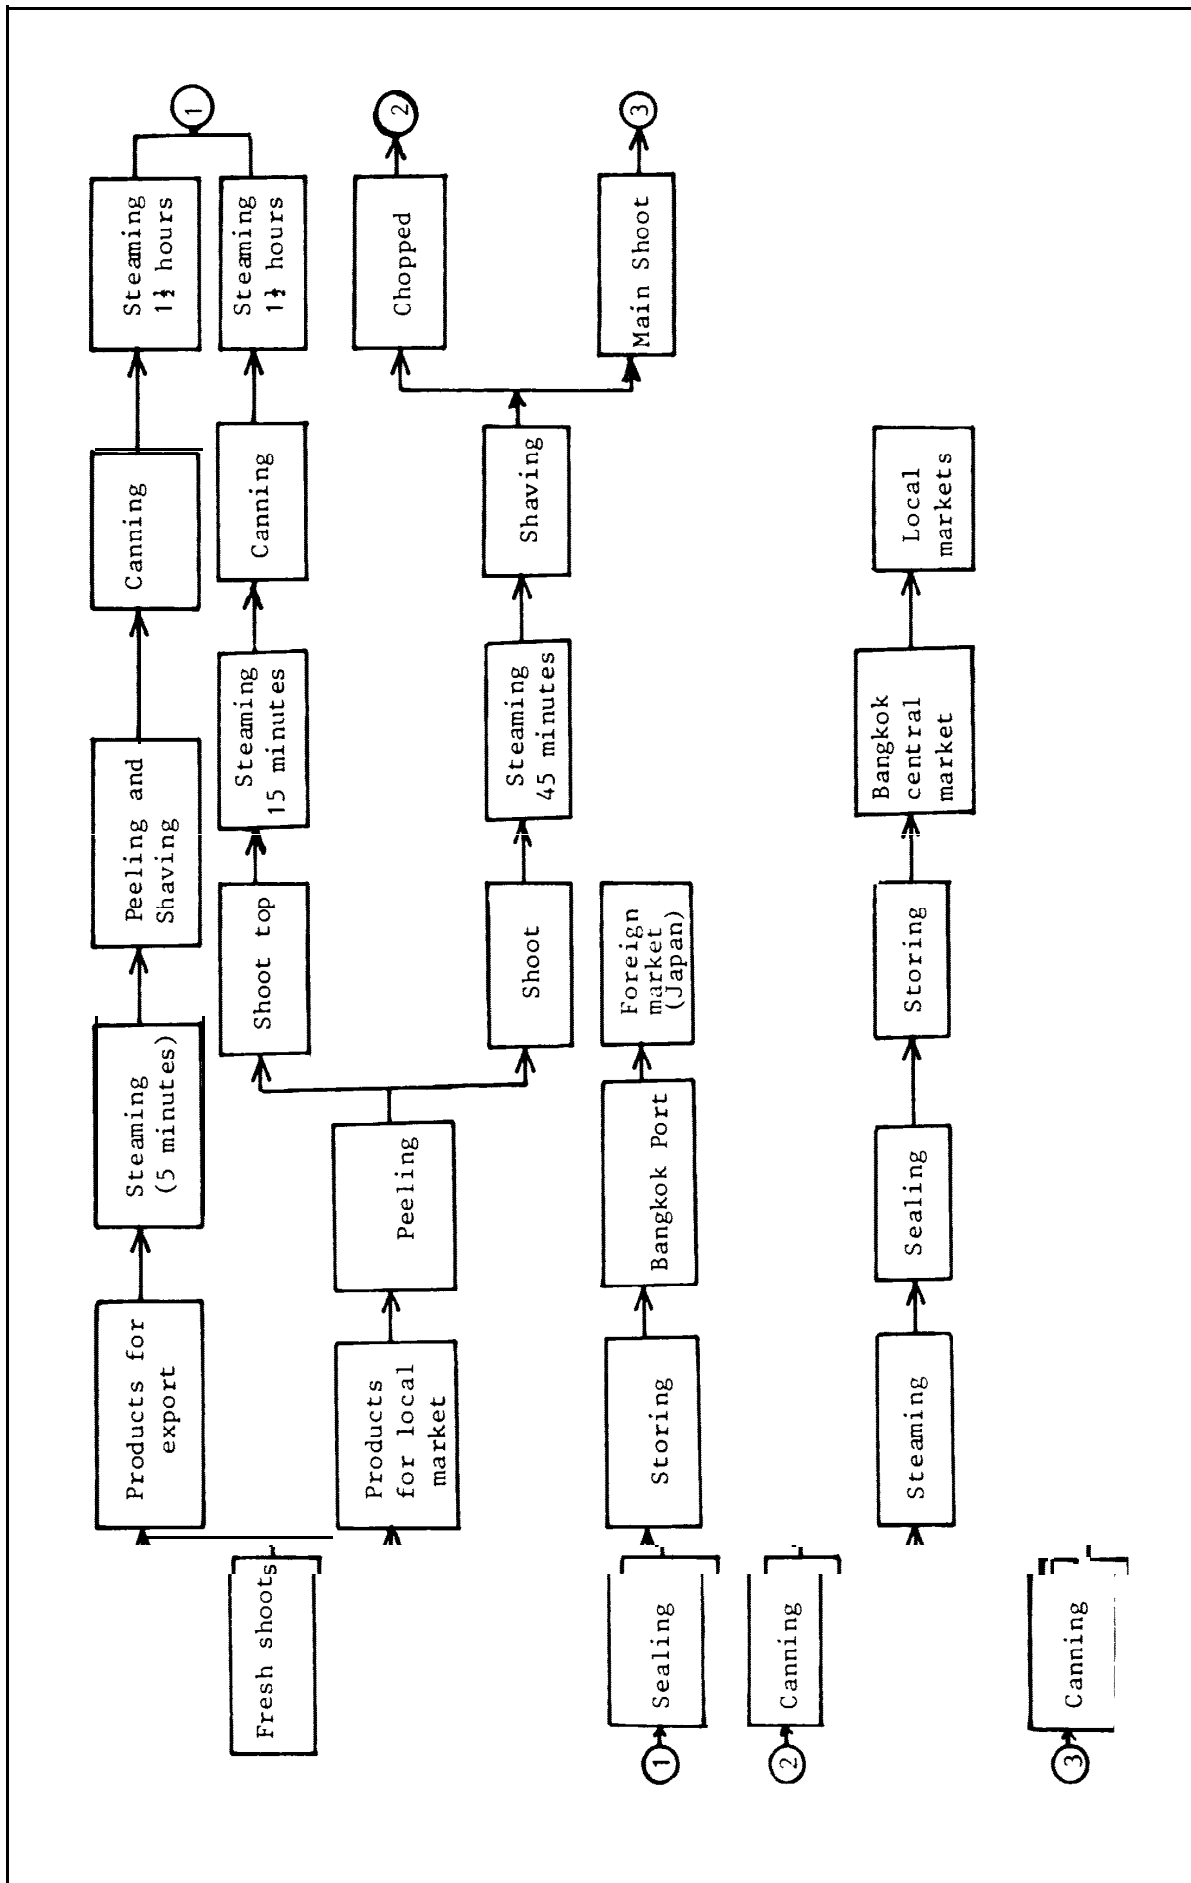 Fresh shoots
Products for
export
Steaming
(5 minutes)
Peeling and
Shaving
Canning
Steaming
1½ hours
1
Products
for local
market
Peeling
Shoot top
Steaming
15 minutes
Canning
Steaming
1½ hours
Shoot
Steaming
45 minutes
Shaving
Chopped
2
Main Shoot
3
1
Sealing
Storing
Bangkok Port
Foreign
market
(Japan)
2
Canning
3
Canning
Steaming
Sealing
Storing
Bangkok
central
market
Local
markets